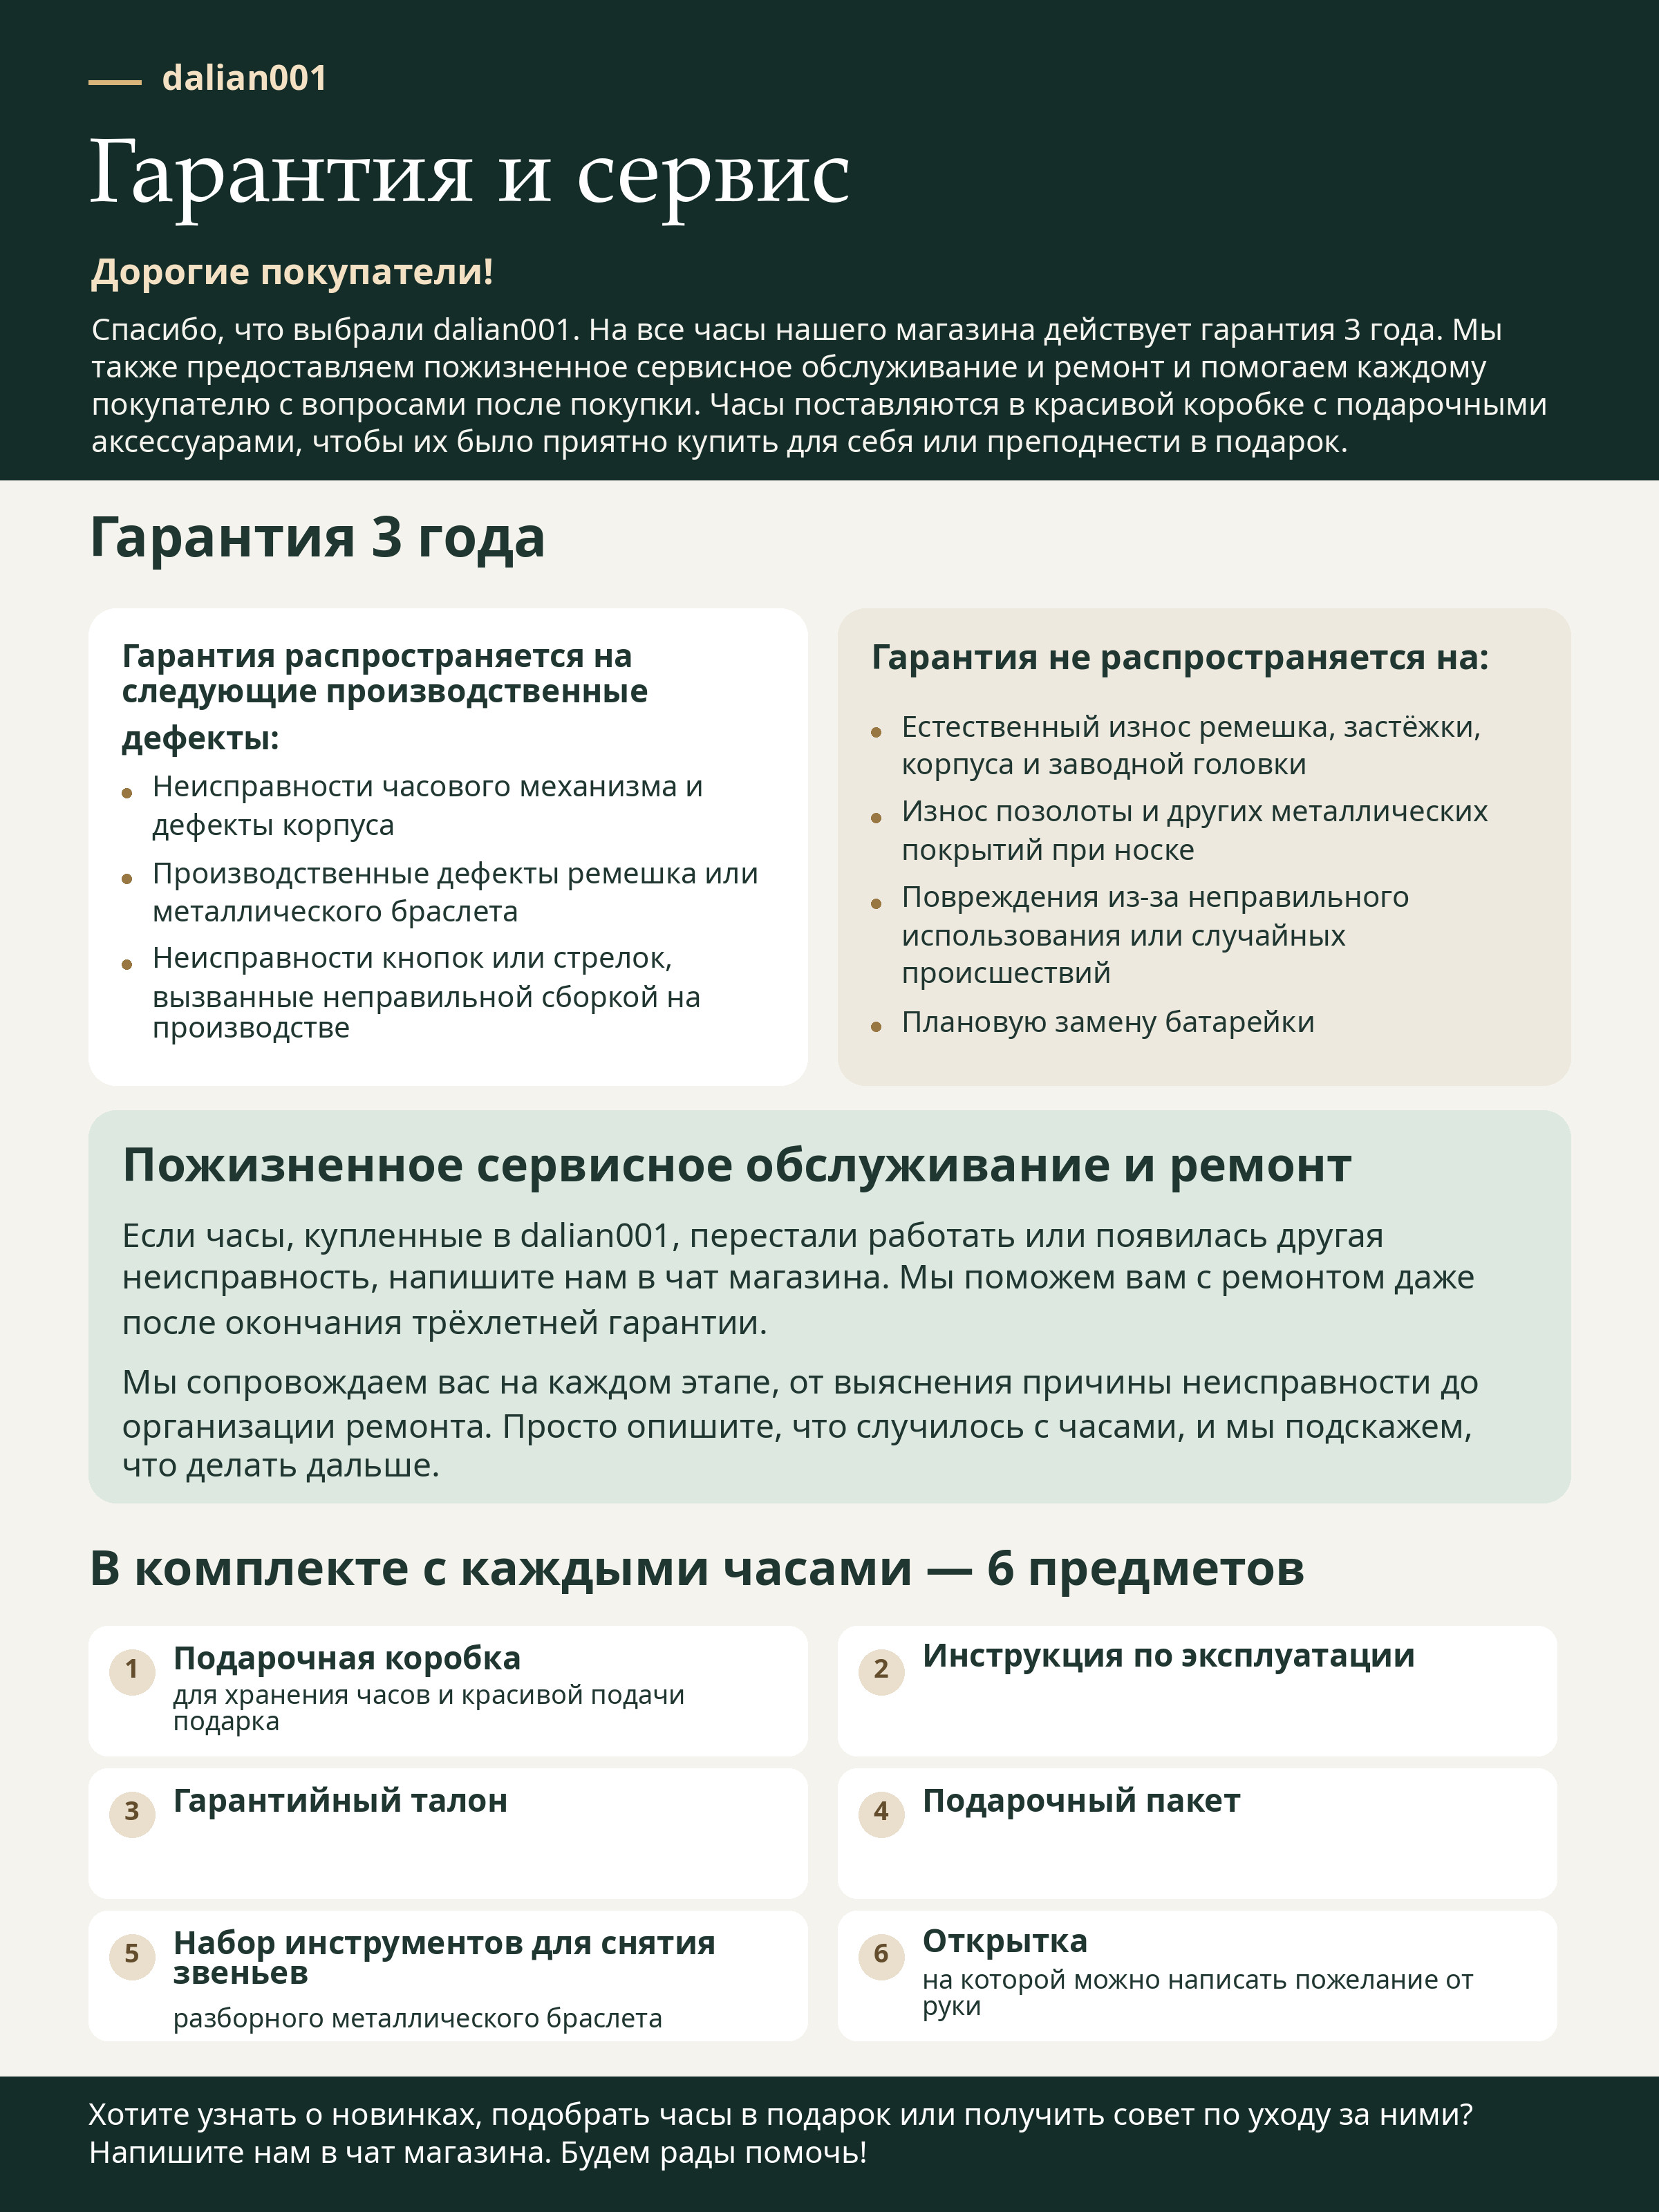 dalian001
Гарантия и сервис
Дорогие покупатели!
Спасибо, что выбрали dalian001. На все часы нашего магазина действует гарантия 3 года. Мы
также предоставляем пожизненное сервисное обслуживание и ремонт и помогаем каждому
покупателю с вопросами после покупки. Часы поставляются в красивой коробке с подарочными
аксессуарами, чтобы их было приятно купить для себя или преподнести в подарок.
Гарантия 3 года
Гарантия распространяется на
следующие производственные
дефекты:
Неисправности часового механизма и
дефекты корпуса
Производственные дефекты ремешка или
металлического браслета
Неисправности кнопок или стрелок,
вызванные неправильной сборкой на
производстве
Гарантия не распространяется на:
Естественный износ ремешка, застёжки,
корпуса и заводной головки
Износ позолоты и других металлических
покрытий при носке
Повреждения из-за неправильного
использования или случайных
происшествий
Плановую замену батарейки
Пожизненное сервисное обслуживание и ремонт
Если часы, купленные в dalian001, перестали работать или появилась другая
неисправность, напишите нам в чат магазина. Мы поможем вам с ремонтом даже
после окончания трёхлетней гарантии.
Мы сопровождаем вас на каждом этапе, от выяснения причины неисправности до
организации ремонта. Просто опишите, что случилось с часами, и мы подскажем,
что делать дальше.
В комплекте с каждыми часами — 6 предметов
1
Подарочная коробка
для хранения часов и красивой подачи
подарка
2
Инструкция по эксплуатации
3
Гарантийный талон
4
Подарочный пакет
5
Набор инструментов для снятия
звеньев
разборного металлического браслета
6
Открытка
на которой можно написать пожелание от
руки
Хотите узнать о новинках, подобрать часы в подарок или получить совет по уходу за ними?
Напишите нам в чат магазина. Будем рады помочь!